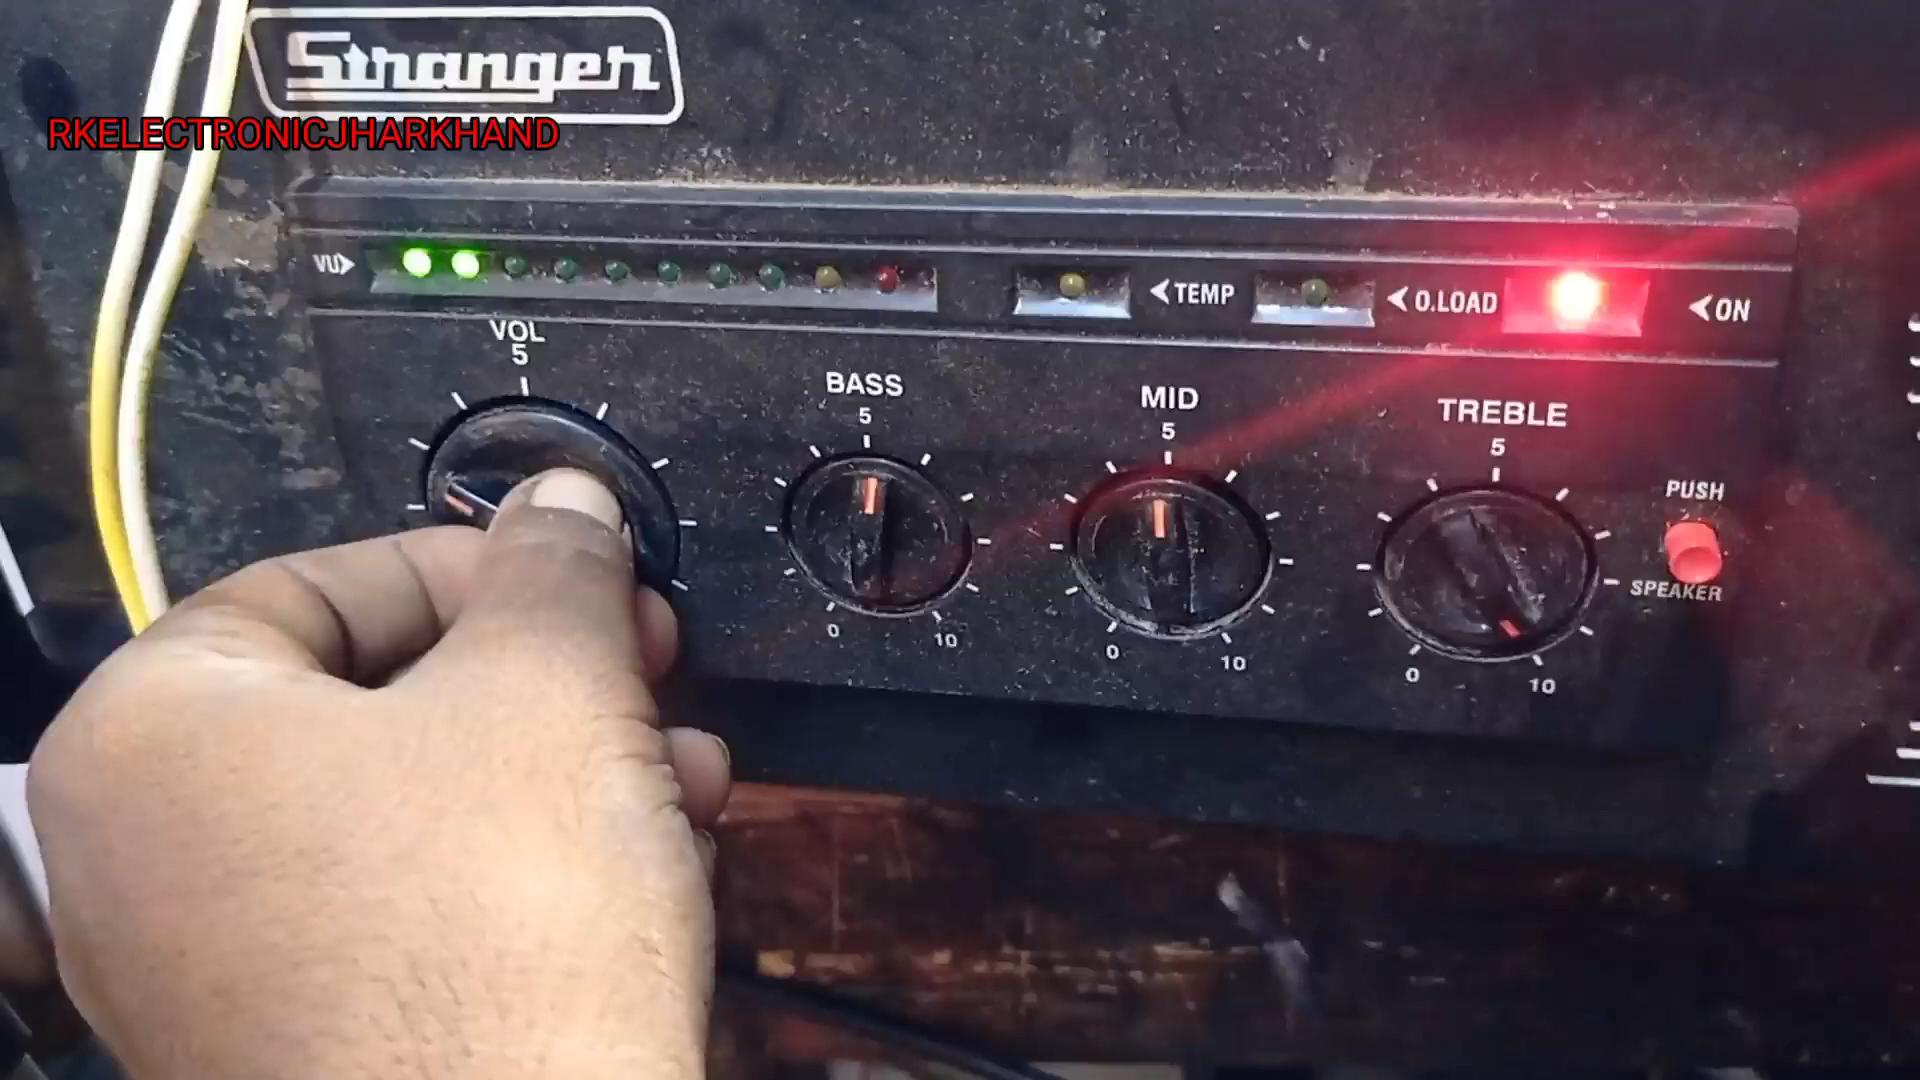 Stranger
RKELECTRONICJHARKHAND
VU
TEMP
O.LOAD
ON
VOL
5
BASS
5
0
10
MID
5
0
10
TREBLE
5
0
10
PUSH
SPEAKER